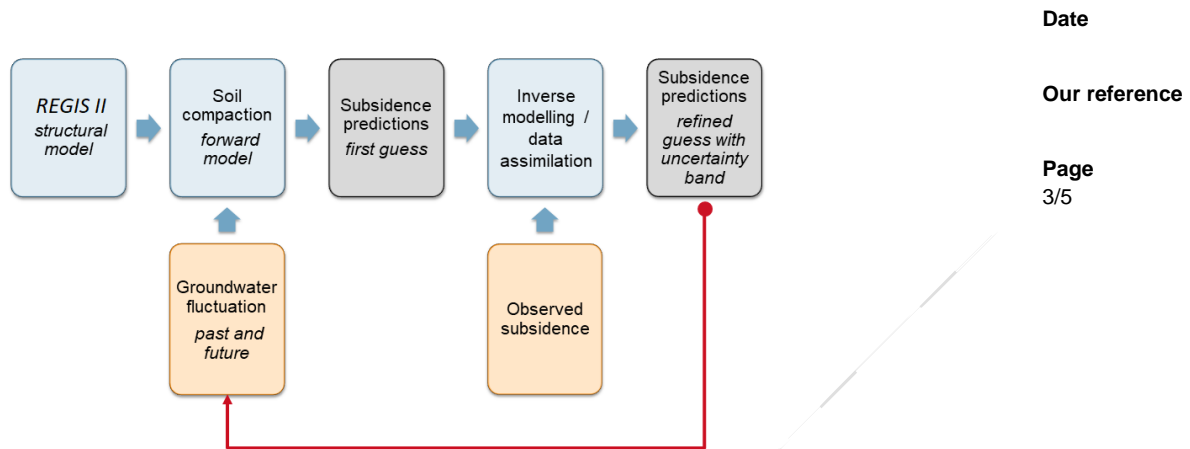 REGIS II
structural
model
Soil
compaction
forward
model
Subsidence
predictions
first guess
Inverse
modelling /
data
assimilation
Subsidence
predictions
refined
guess with
uncertainty
band
Groundwater
fluctuation
past and
future
Observed
subsidence
Date
Our reference
Page
3/5